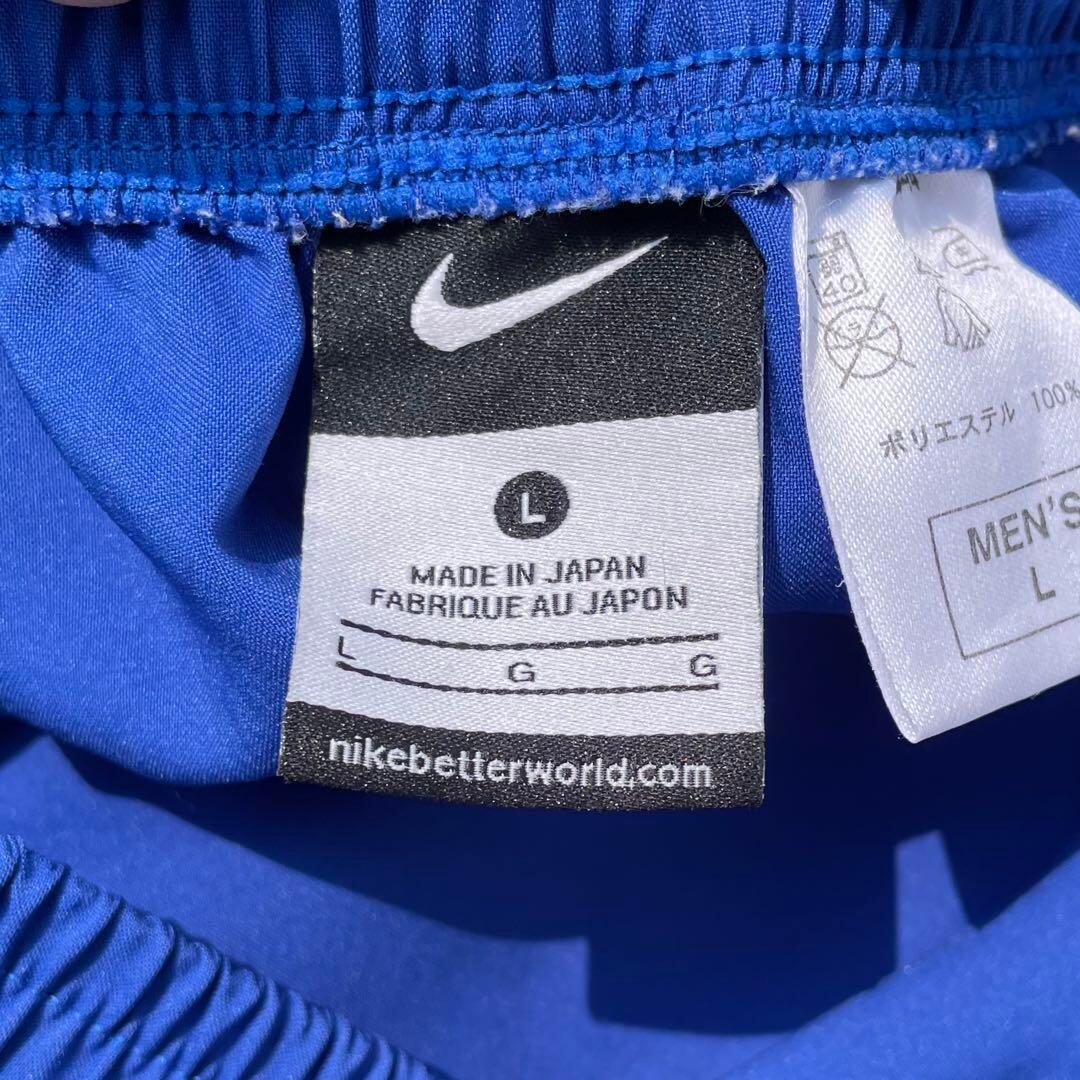 L
MADE IN JAPAN
FABRIQUE AU JAPON
L G G
nikebetterworld.com
ポリエステル 100%
MEN'S
L